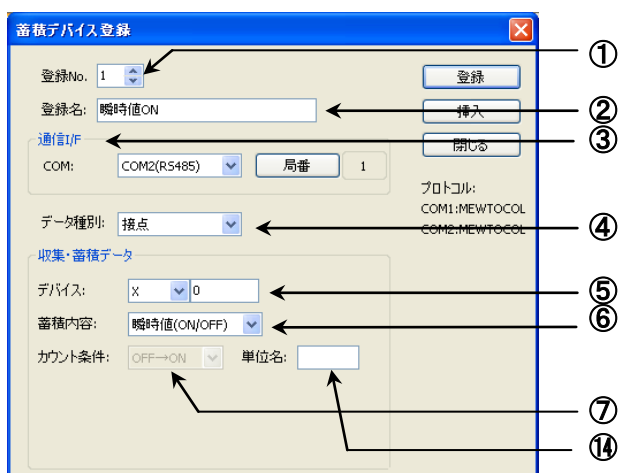 蓄積デバイス登録
①
登録No. 1 登録
登録名: 瞬時値ON 挿入 ②
通信I/F 閉じる ③
COM: COM2(RS485) 局番 1
プロトコル:
COM1:MEWTOCOL
データ種別: 接点 COM2:MEWTOCOL ④
収集・蓄積データ
デバイス: X 0 ⑤
蓄積内容: 瞬時値(ON/OFF) ⑥
カウント条件: OFF→ON 単位名:
⑦
⑭